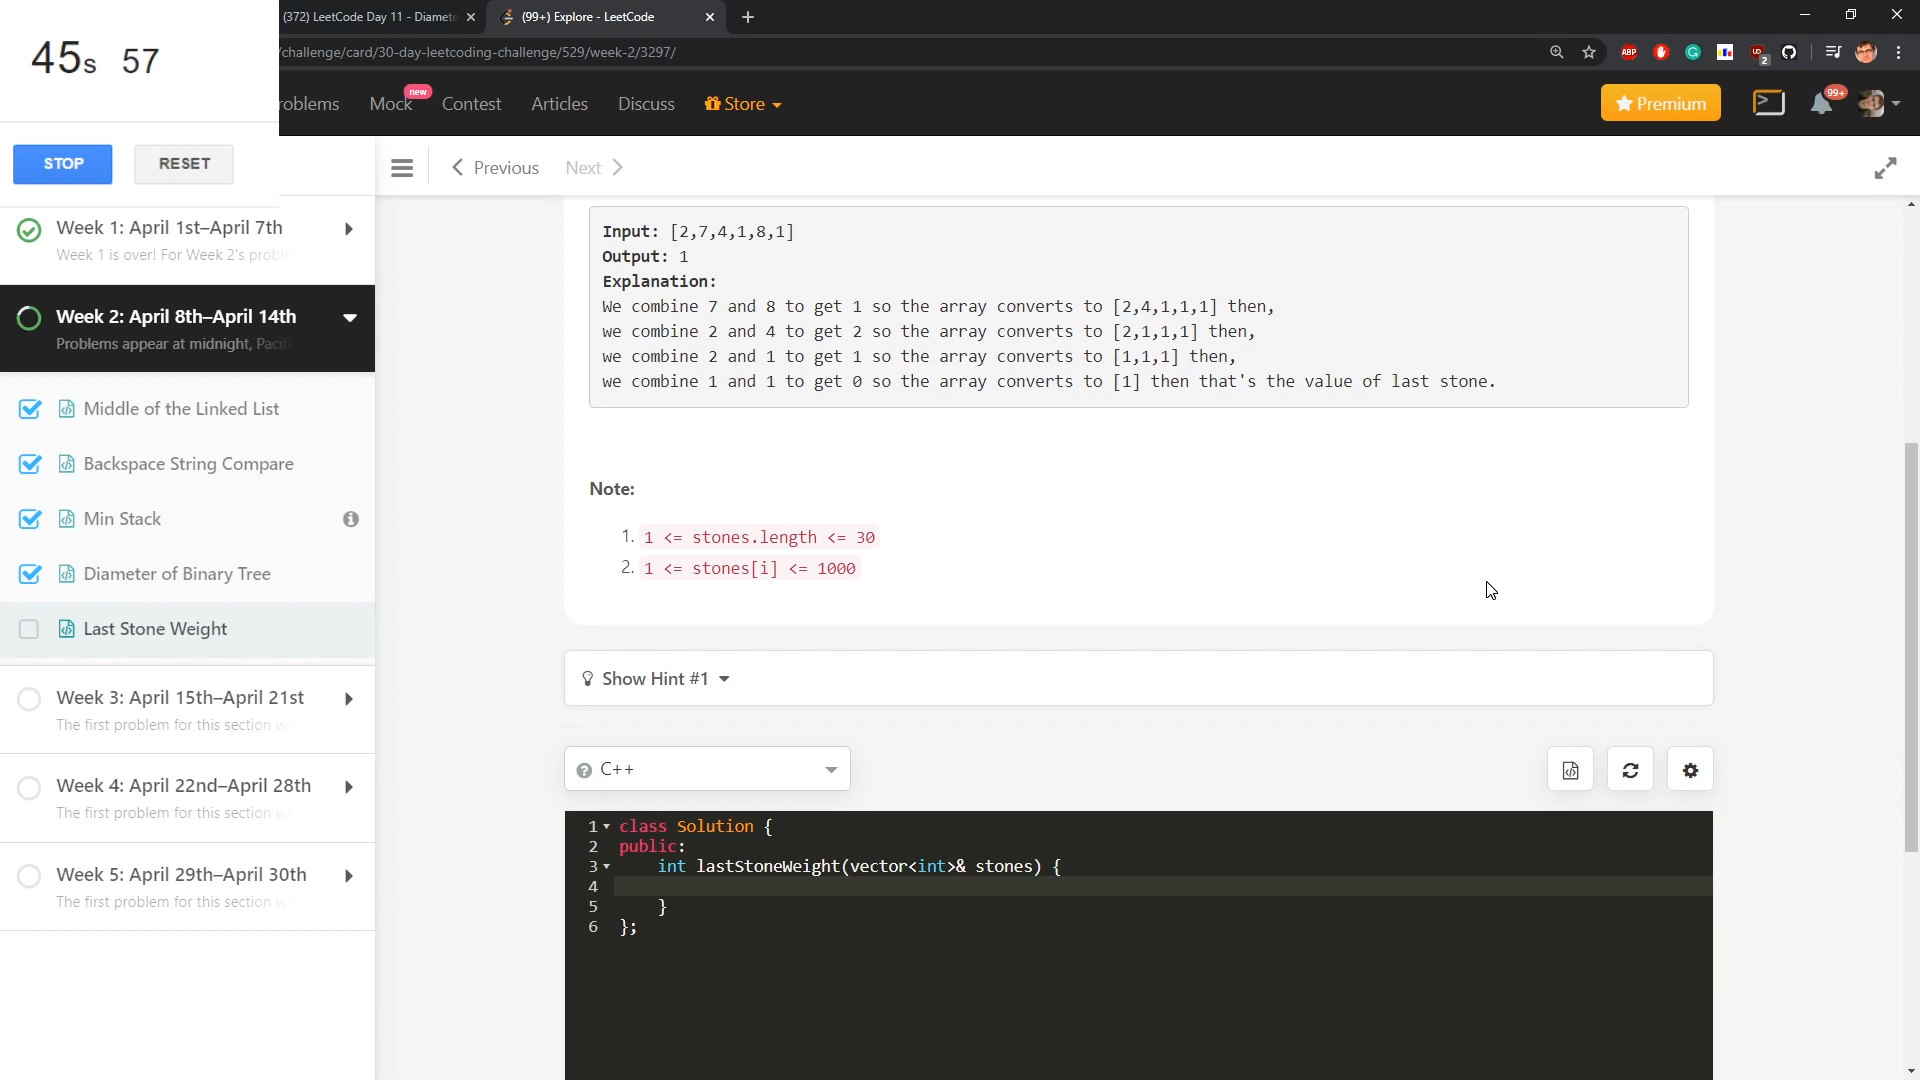 (372) LeetCode Day 11 - Diamete
(99+) Explore - LeetCode
45s 57
/challenge/card/30-day-leetcoding-challenge/529/week-2/3297/
ABP
UD
2
roblems
Mock
new
Contest
Articles
Discuss
Store
Premium
99+
STOP
RESET
Previous
Next
Week 1: April 1st–April 7th
Week 1 is over! For Week 2's proble
Week 2: April 8th–April 14th
Problems appear at midnight, Pacifi
Middle of the Linked List
Backspace String Compare
Min Stack
Diameter of Binary Tree
Last Stone Weight
Week 3: April 15th–April 21st
The first problem for this section w
Week 4: April 22nd–April 28th
The first problem for this section w
Week 5: April 29th–April 30th
The first problem for this section w
Input: [2,7,4,1,8,1]
Output: 1
Explanation:
We combine 7 and 8 to get 1 so the array converts to [2,4,1,1,1] then,
we combine 2 and 4 to get 2 so the array converts to [2,1,1,1] then,
we combine 2 and 1 to get 1 so the array converts to [1,1,1] then,
we combine 1 and 1 to get 0 so the array converts to [1] then that's the value of last stone.
Note:
1. 1 <= stones.length <= 30
2. 1 <= stones[i] <= 1000
Show Hint #1
C++
1 class Solution {
2 public:
3     int lastStoneWeight(vector<int>& stones) {
4
5     }
6 };